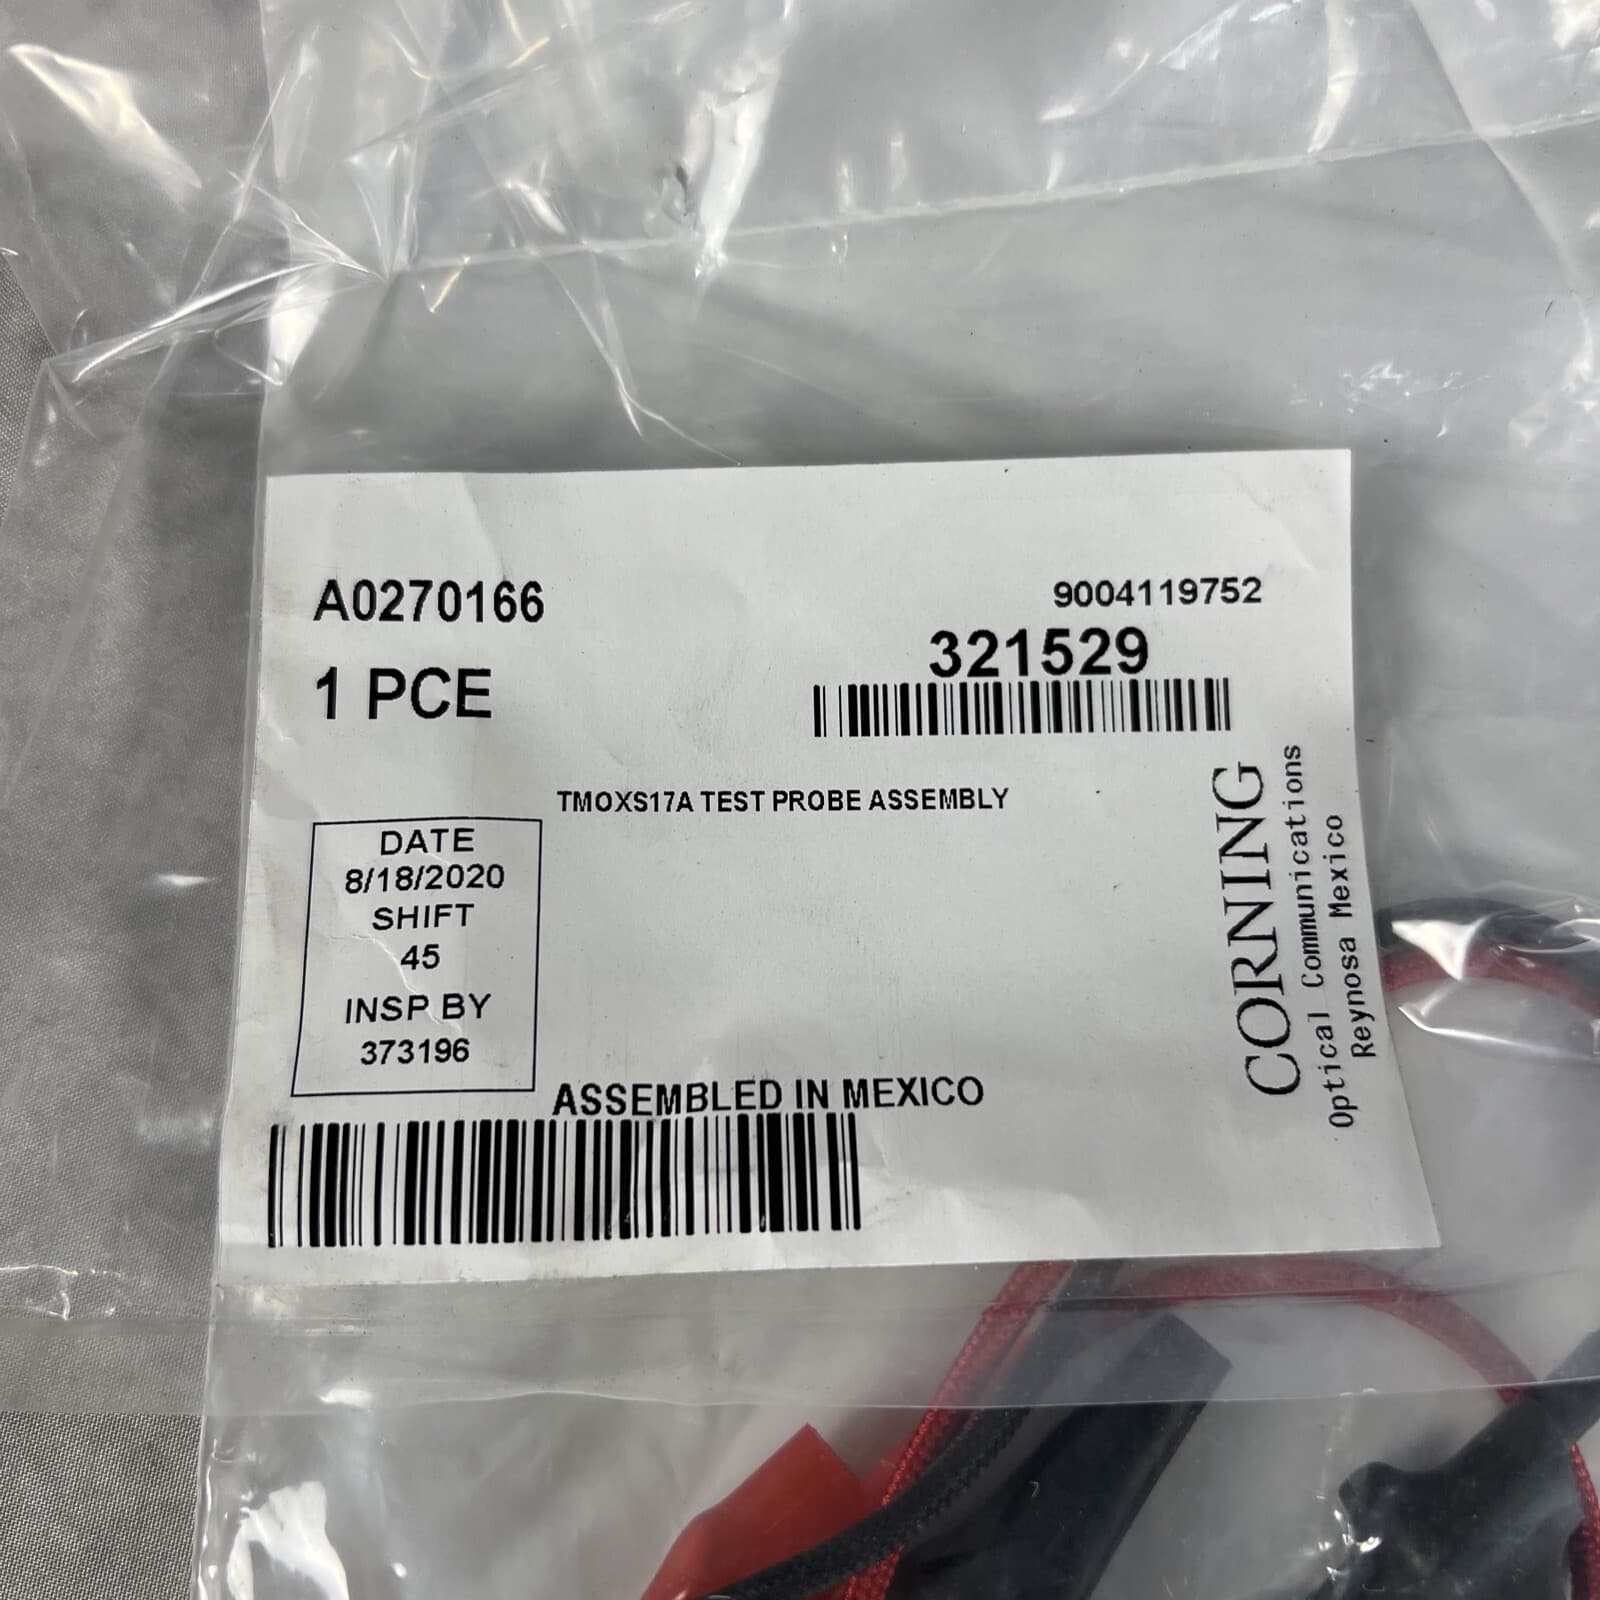 A0270166
9004119752
321529
1 PCE
TMOXS17A TEST PROBE ASSEMBLY
DATE
8/18/2020
SHIFT
45
INSP BY
373196
ASSEMBLED IN MEXICO
CORNING
Optical Communications
Reynosa Mexico